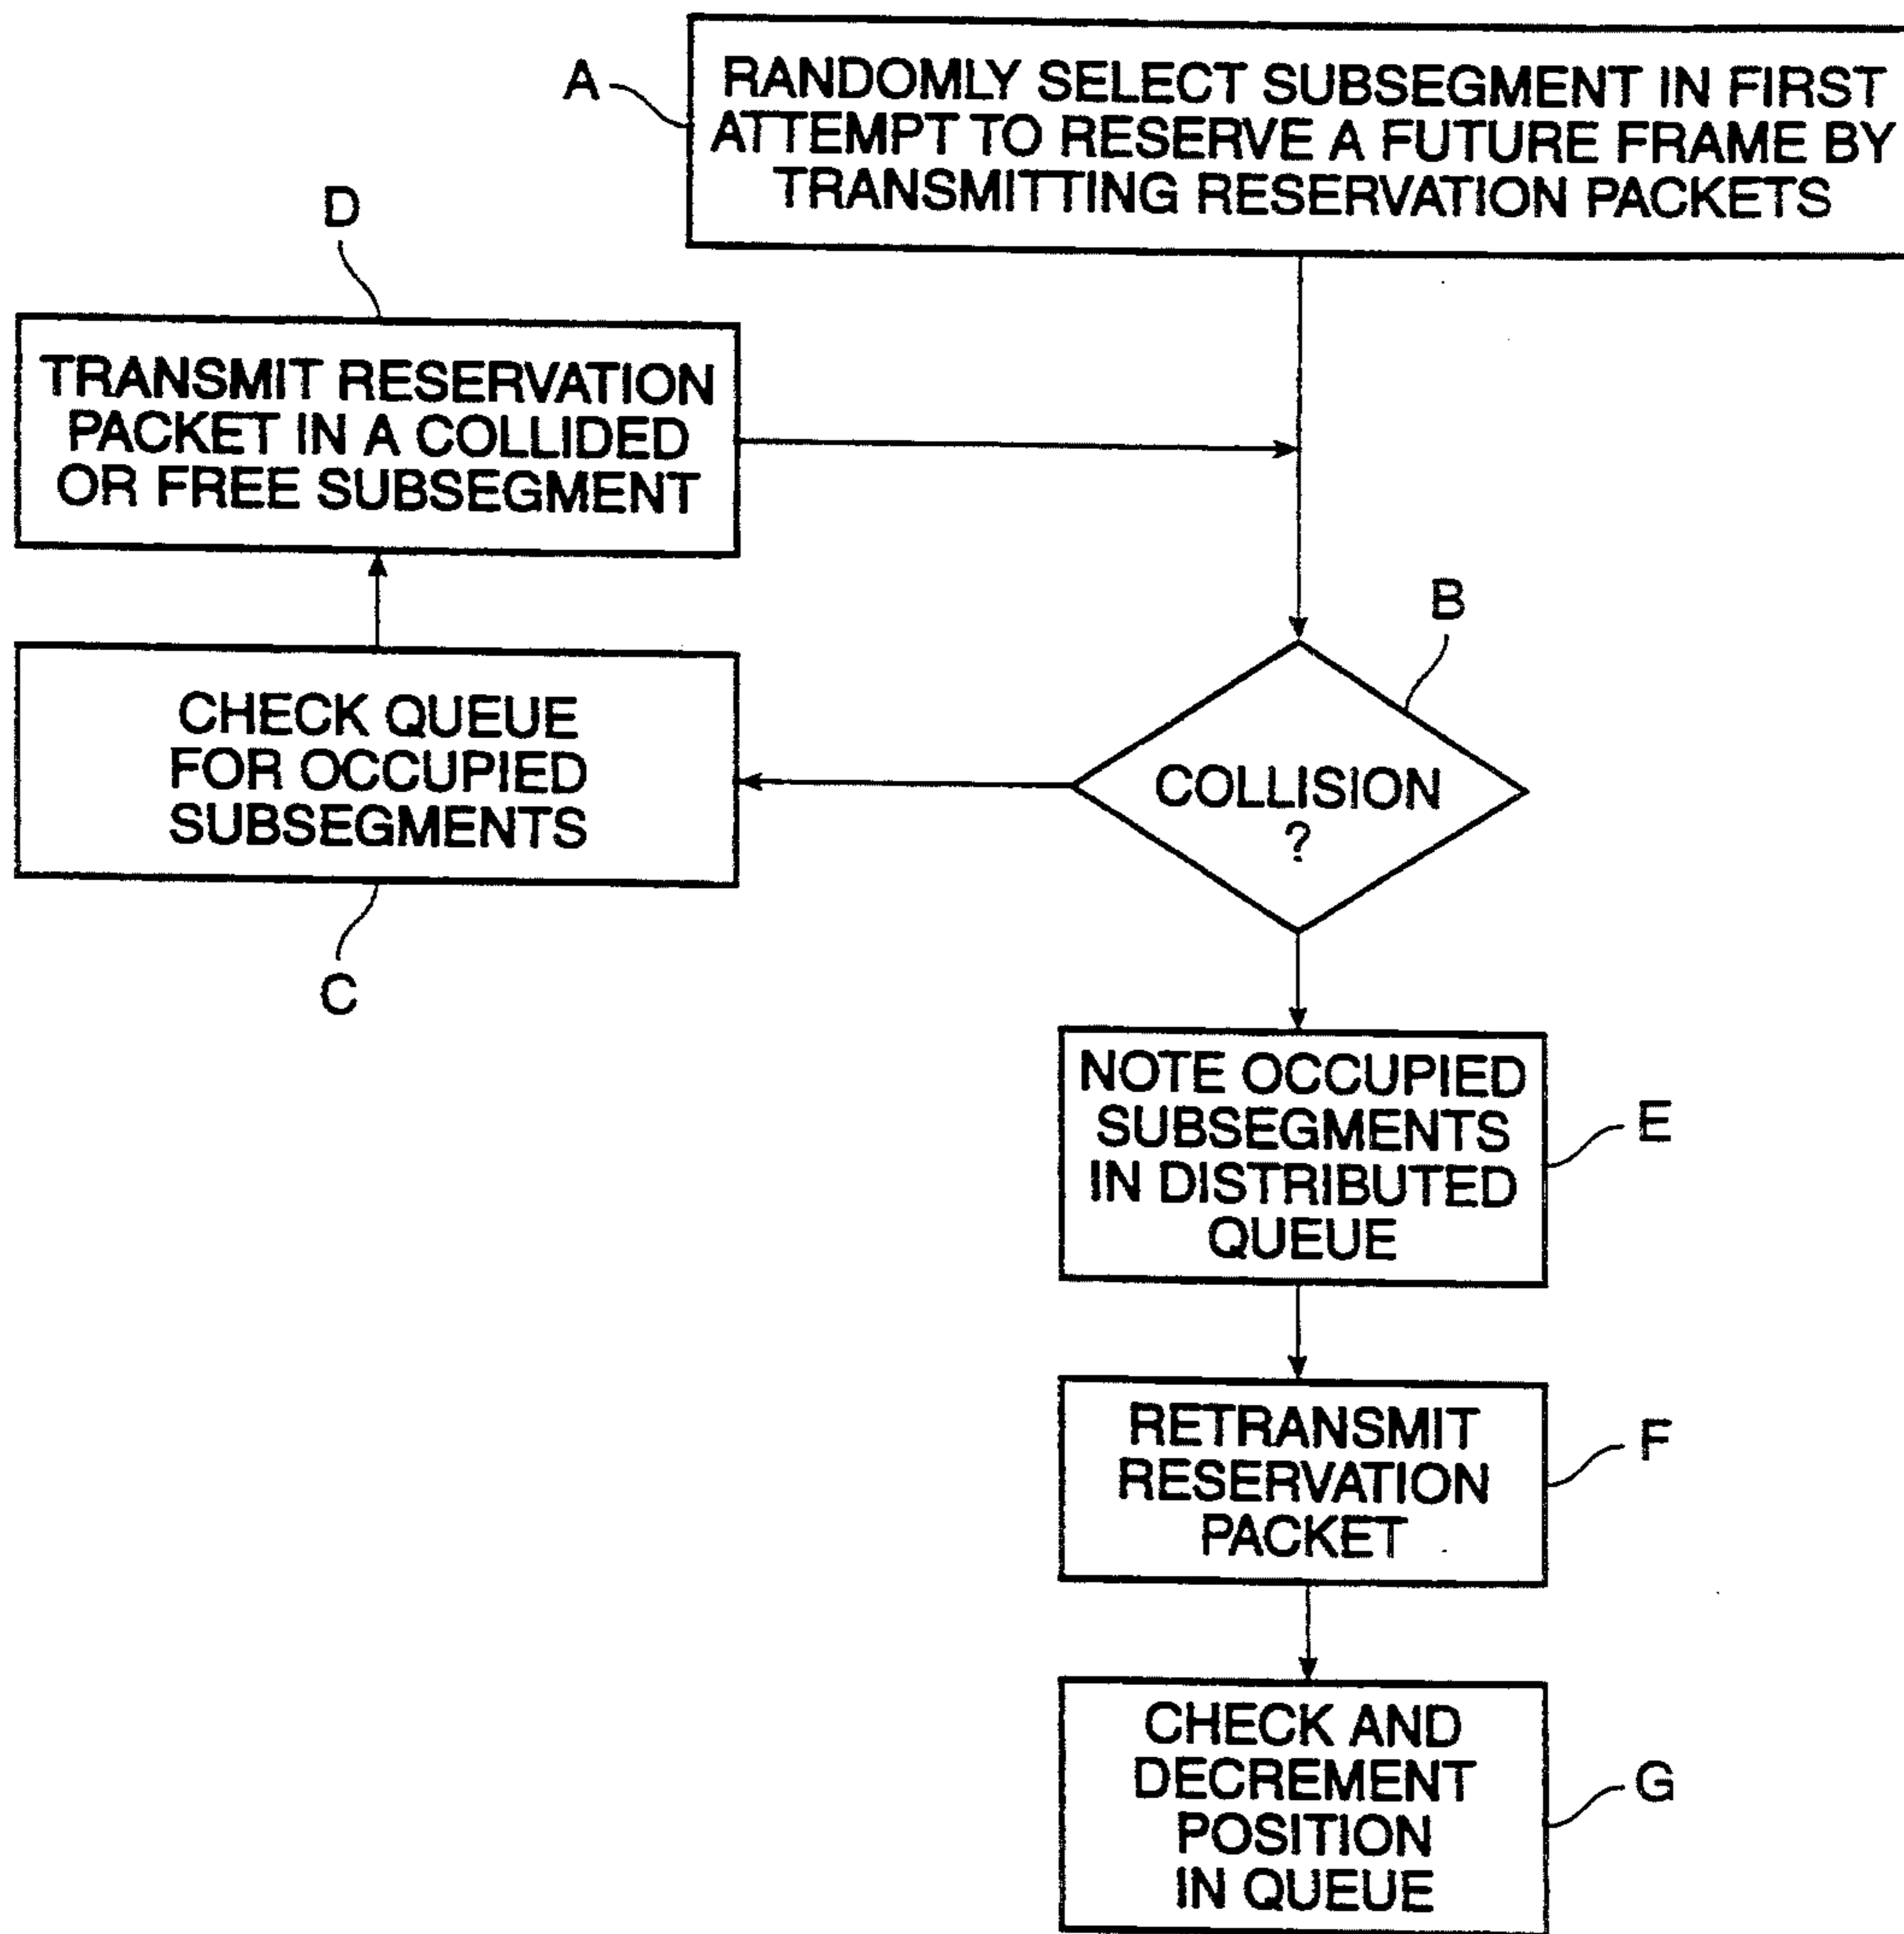 A
RANDOMLY SELECT SUBSEGMENT IN FIRST
ATTEMPT TO RESERVE A FUTURE FRAME BY
TRANSMITTING RESERVATION PACKETS
D
TRANSMIT RESERVATION
PACKET IN A COLLIDED
OR FREE SUBSEGMENT
B
COLLISION
?
CHECK QUEUE
FOR OCCUPIED
SUBSEGMENTS
C
NOTE OCCUPIED
SUBSEGMENTS
IN DISTRIBUTED
QUEUE
E
RETRANSMIT
RESERVATION
PACKET
F
CHECK AND
DECREMENT
POSITION
IN QUEUE
G